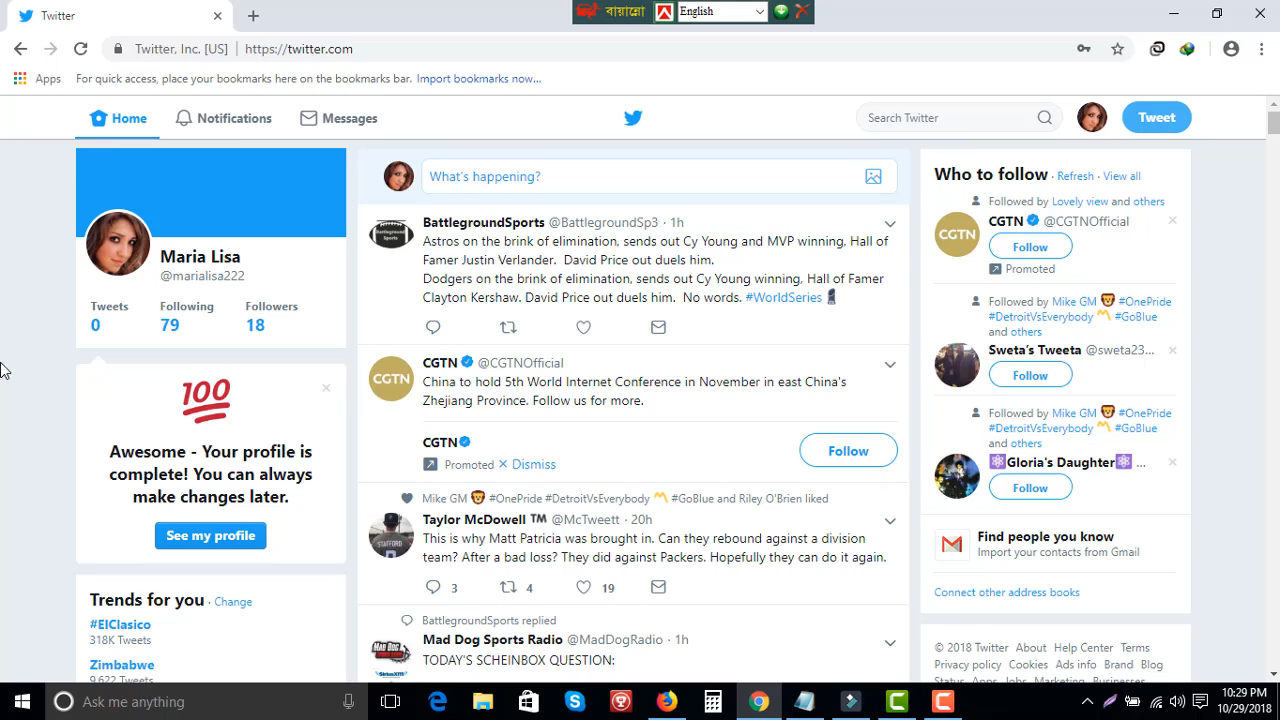 Twitter
বায়ান্নো
English
Twitter, Inc. [US]
https://twitter.com
Apps
For quick access, place your bookmarks here on the bookmarks bar. Import bookmarks now...
Home
Notifications
Messages
Search Twitter
Tweet
Maria Lisa
@marialisa222
Tweets Following Followers
0 79 18
100
Awesome - Your profile is
complete! You can always
make changes later.
See my profile
Trends for you · Change
#ElClasico
318K Tweets
Zimbabwe
9,622 Tweets
What's happening?
BattlegroundSports @BattlegroundSp3 · 1h
Astros on the brink of elimination, sends out Cy Young and MVP winning, Hall of
Famer Justin Verlander. David Price out duels him.
Dodgers on the brink of elimination, sends out Cy Young winning, Hall of Famer
Clayton Kershaw. David Price out duels him. No words. #WorldSeries
CGTN @CGTNOfficial
CGTN
China to hold 5th World Internet Conference in November in east China's
Zhejiang Province. Follow us for more.
CGTN
Promoted Dismiss
Follow
Mike GM 🦁 #OnePride #DetroitVsEverybody 〽️ #GoBlue and Riley O'Brien liked
Taylor McDowell ™️ @McTweett · 20h
STAFFORD
This is why Matt Patricia was brought in. Can they rebound against a division
team? After a bad loss? They did against Packers. Hopefully they can do it again.
3 4 19
BattlegroundSports replied
Mad Dog Sports Radio @MadDogRadio · 1h
TODAY'S SCHEINBOX QUESTION:
Who to follow · Refresh · View all
Followed by Lovely view and others
CGTN @CGTNOfficial
CGTN
Follow
Promoted
Followed by Mike GM 🦁 #OnePride
#DetroitVsEverybody 〽️ #GoBlue
and others
Sweta's Tweeta @sweta23...
Follow
Followed by Mike GM 🦁 #OnePride
#DetroitVsEverybody 〽️ #GoBlue
and others
⚛️Gloria's Daughter⚛️ ...
Follow
Find people you know
Import your contacts from Gmail
Connect other address books
© 2018 Twitter About Help Center Terms
Privacy policy Cookies Ads info Brand Blog
Status Apps Jobs Marketing Businesses
Ask me anything
10:29 PM
10/29/2018